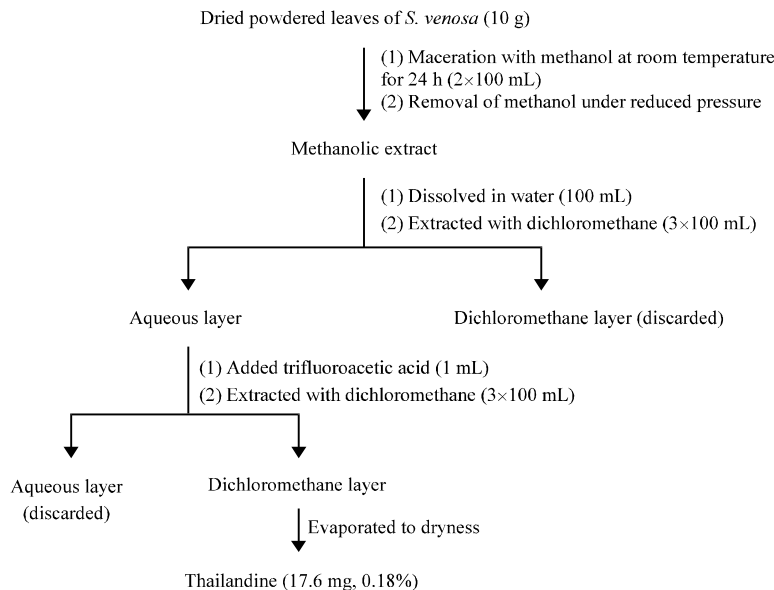 Dried powdered leaves of S. venosa (10 g)
(1) Maceration with methanol at room temperature
for 24 h (2×100 mL)
(2) Removal of methanol under reduced pressure
Methanolic extract
(1) Dissolved in water (100 mL)
(2) Extracted with dichloromethane (3×100 mL)
Aqueous layer
Dichloromethane layer (discarded)
(1) Added trifluoroacetic acid (1 mL)
(2) Extracted with dichloromethane (3×100 mL)
Aqueous layer
(discarded)
Dichloromethane layer
Evaporated to dryness
Thailandine (17.6 mg, 0.18%)